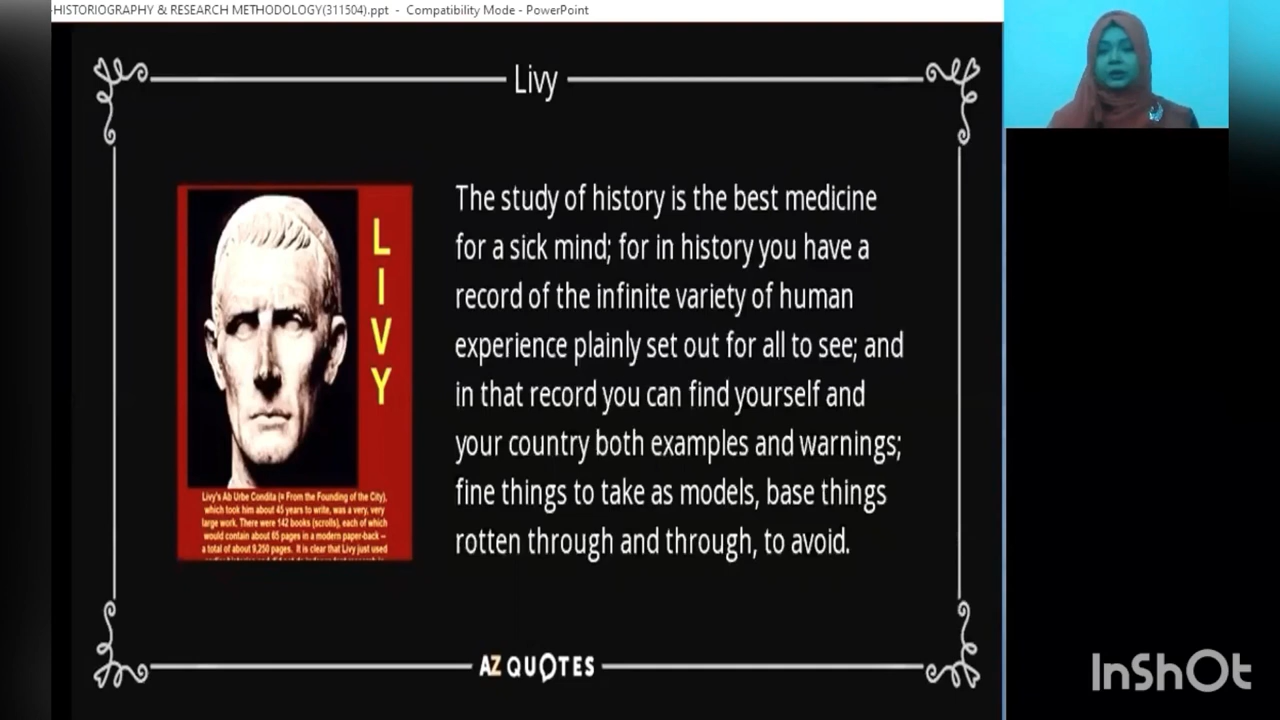 HISTORIOGRAPHY & RESEARCH METHODOLOGY(311504).ppt - Compatibility Mode - PowerPoint
Livy
The study of history is the best medicine
for a sick mind; for in history you have a
record of the infinite variety of human
experience plainly set out for all to see; and
in that record you can find yourself and
your country both examples and warnings;
fine things to take as models, base things
rotten through and through, to avoid.
L
I
V
Y
Livy's Ab Urbe Condita (= From the Founding of the City),
which took him about 45 years to write, was a very, very
large work. There were 142 books (scrolls), each of which
would contain about 65 pages in a modern paper-back –
a total of about 9,250 pages. It is clear that Livy just used
AZ QUOTES
InShOt